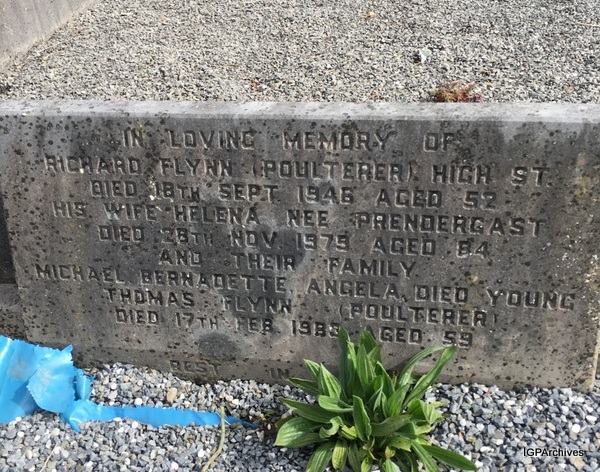 IN LOVING MEMORY OF
RICHARD FLYNN (POULTERER) HIGH ST.
DIED 18TH SEPT. 1946 AGED 57
HIS WIFE HELENA NEE PRENDERGAST
DIED 28TH NOV. 1979 AGED 84
AND THEIR FAMILY
MICHAEL BERNADETTE ANGELA, DIED YOUNG
THOMAS FLYNN (POULTERER)
DIED 17TH FEB. 1988 AGED 59
REST IN
IGPArchives